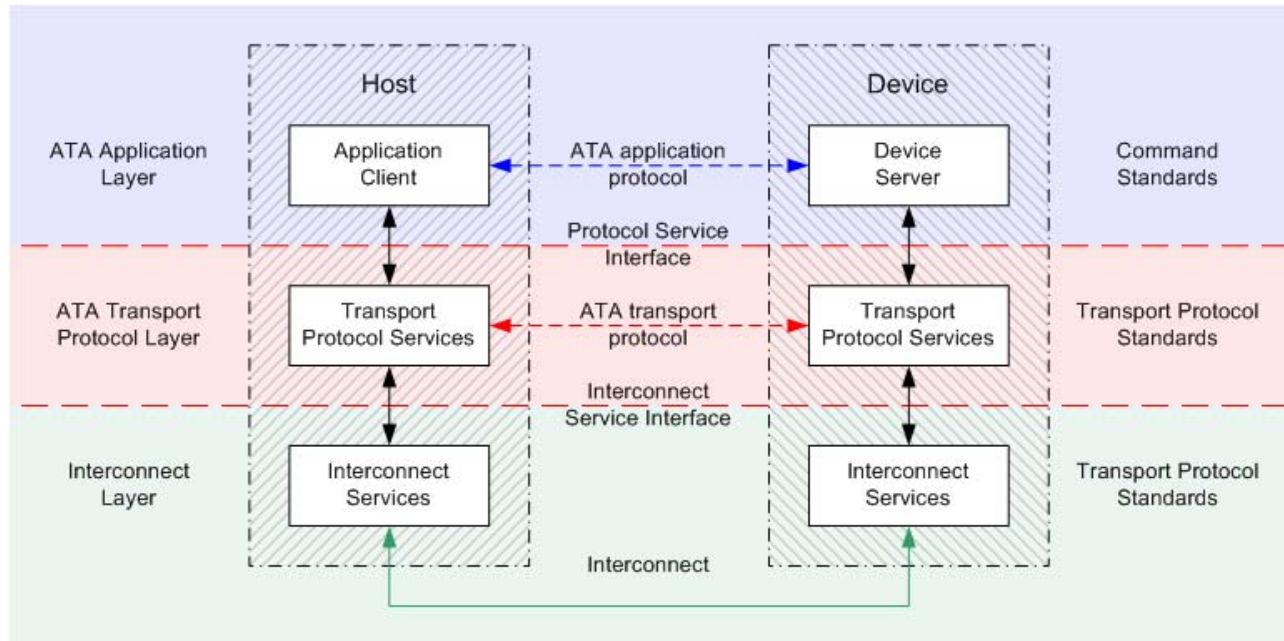 Host
Device
ATA Application
Layer
Application
Client
ATA application
protocol
Device
Server
Command
Standards
Protocol Service
Interface
ATA Transport
Protocol Layer
Transport
Protocol Services
ATA transport
protocol
Transport
Protocol Services
Transport Protocol
Standards
Interconnect
Service Interface
Interconnect
Layer
Interconnect
Services
Interconnect
Services
Transport Protocol
Standards
Interconnect